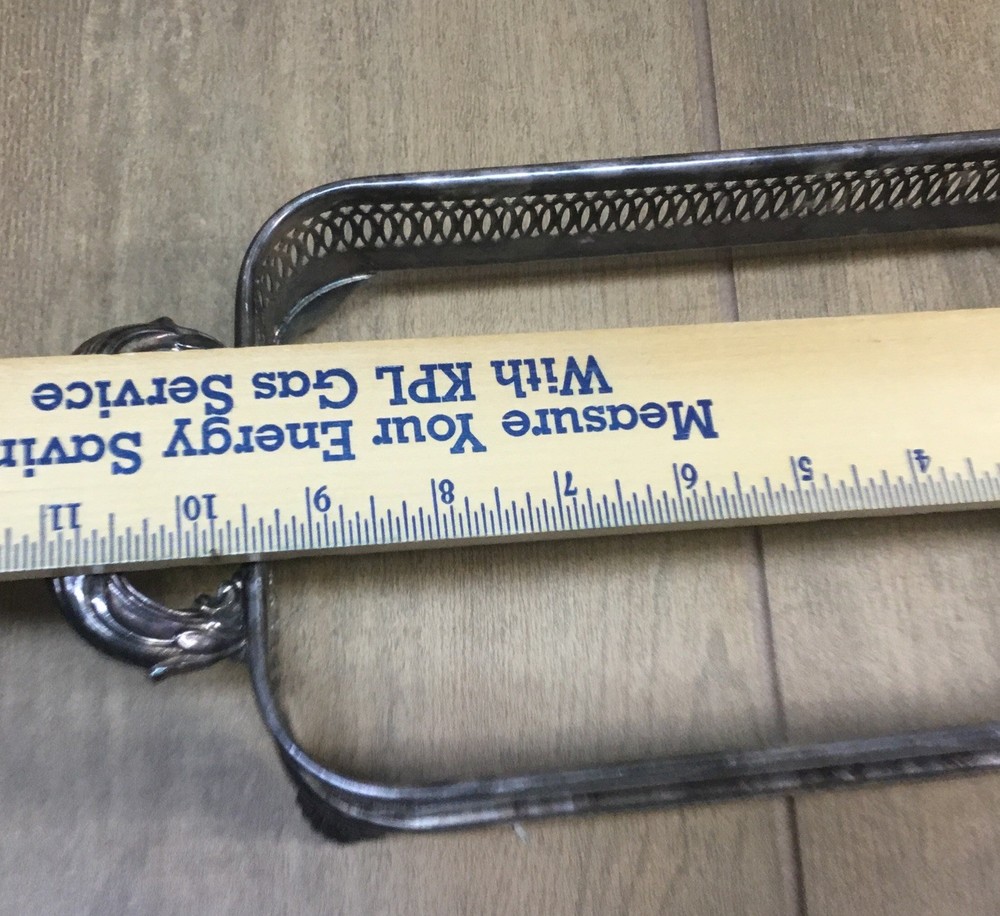 4 5 6 7 8 9 10 11
Measure Your Energy Savin
With KPL Gas Service